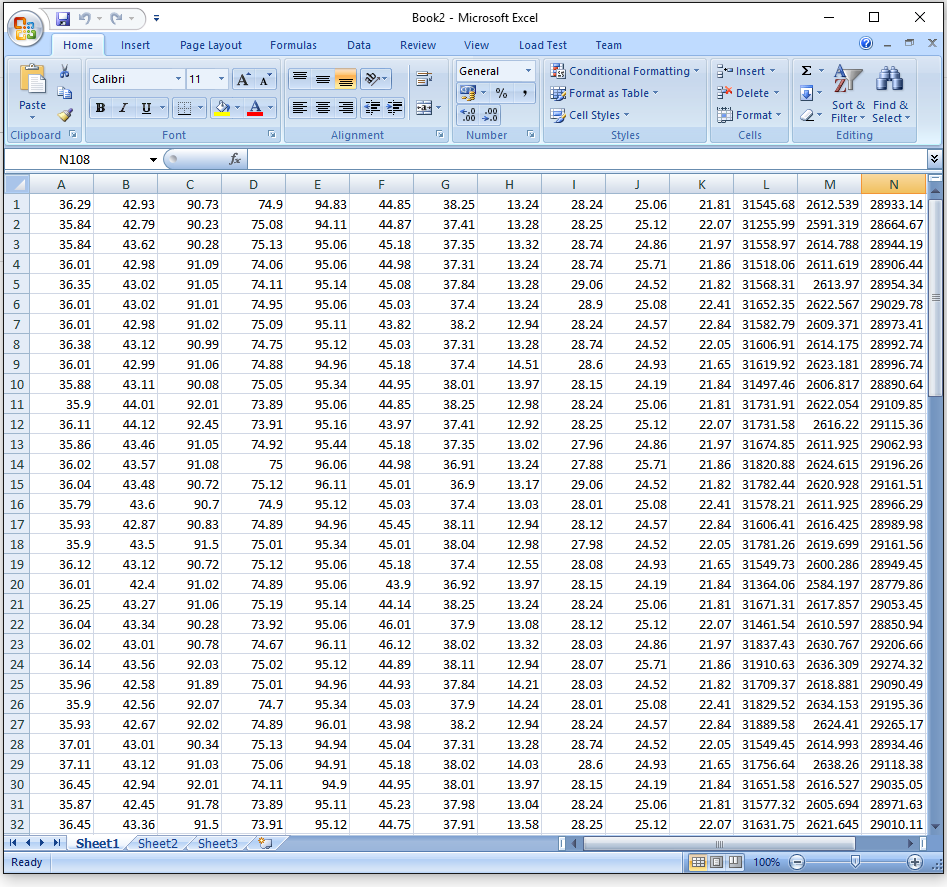 Book2 - Microsoft Excel
Home Insert Page Layout Formulas Data Review View Load Test Team
Calibri 11 General Conditional Formatting Insert Σ
Paste B I U A % , Format as Table Delete Sort & Find &
.00 .0 Cell Styles Format Filter Select
Clipboard Font Alignment Number Styles Cells Editing
N108 fx
A B C D E F G H I J K L M N
1 36.29 42.93 90.73 74.9 94.83 44.85 38.25 13.24 28.24 25.06 21.81 31545.68 2612.539 28933.14
2 35.84 42.79 90.23 75.08 94.11 44.87 37.41 13.28 28.25 25.12 22.07 31255.99 2591.319 28664.67
3 35.84 43.62 90.28 75.13 95.06 45.18 37.35 13.32 28.74 24.86 21.97 31558.97 2614.788 28944.19
4 36.01 42.98 91.09 74.06 95.06 44.98 37.31 13.24 28.74 25.71 21.86 31518.06 2611.619 28906.44
5 36.35 43.02 91.05 74.11 95.14 45.08 37.84 13.28 29.06 24.52 21.82 31568.31 2613.97 28954.34
6 36.01 43.02 91.01 74.95 95.06 45.03 37.4 13.24 28.9 25.08 22.41 31652.35 2622.567 29029.78
7 36.01 42.98 91.02 75.09 95.11 43.82 38.2 12.94 28.24 24.57 22.84 31582.79 2609.371 28973.41
8 36.38 43.12 90.99 74.75 95.12 45.03 37.31 13.28 28.74 24.52 22.05 31606.91 2614.175 28992.74
9 36.01 42.99 91.06 74.88 94.96 45.18 37.4 14.51 28.6 24.93 21.65 31619.92 2623.181 28996.74
10 35.88 43.11 90.08 75.05 95.34 44.95 38.01 13.97 28.15 24.19 21.84 31497.46 2606.817 28890.64
11 35.9 44.01 92.01 73.89 95.06 44.85 38.25 12.98 28.24 25.06 21.81 31731.91 2622.054 29109.85
12 36.11 44.12 92.45 73.91 95.16 43.97 37.41 12.92 28.25 25.12 22.07 31731.58 2616.22 29115.36
13 35.86 43.46 91.05 74.92 95.44 45.18 37.35 13.02 27.96 24.86 21.97 31674.85 2611.925 29062.93
14 36.02 43.57 91.08 75 96.06 44.98 36.91 13.24 27.88 25.71 21.86 31820.88 2624.615 29196.26
15 36.04 43.48 90.72 75.12 96.11 45.01 36.9 13.17 29.06 24.52 21.82 31782.44 2620.928 29161.51
16 35.79 43.6 90.7 74.9 95.12 45.03 37.4 13.03 28.01 25.08 22.41 31578.21 2611.925 28966.29
17 35.93 42.87 90.83 74.89 94.96 45.45 38.11 12.94 28.12 24.57 22.84 31606.41 2616.425 28989.98
18 35.9 43.5 91.5 75.01 95.34 45.01 38.04 12.98 27.98 24.52 22.05 31781.26 2619.699 29161.56
19 36.12 43.12 90.72 75.12 95.06 45.18 37.4 12.55 28.08 24.93 21.65 31549.73 2600.286 28949.45
20 36.01 42.4 91.02 74.89 95.06 43.9 36.92 13.97 28.15 24.19 21.84 31364.06 2584.197 28779.86
21 36.25 43.27 91.06 75.19 95.14 44.14 38.25 13.24 28.24 25.06 21.81 31671.31 2617.857 29053.45
22 36.04 43.34 90.28 73.92 95.06 46.01 37.9 13.08 28.12 25.12 22.07 31461.54 2610.597 28850.94
23 36.02 43.01 90.78 74.67 96.11 46.12 38.02 13.32 28.03 24.86 21.97 31837.43 2630.767 29206.66
24 36.14 43.56 92.03 75.02 95.12 44.89 38.11 12.94 28.07 25.71 21.86 31910.63 2636.309 29274.32
25 35.96 42.58 91.89 75.01 94.96 44.93 37.84 14.21 28.03 24.52 21.82 31709.37 2618.881 29090.49
26 35.9 42.56 92.07 74.7 95.34 45.03 37.9 14.24 28.01 25.08 22.41 31829.52 2634.153 29195.36
27 35.93 42.67 92.02 74.89 96.01 43.98 38.2 12.94 28.24 24.57 22.84 31889.58 2624.41 29265.17
28 37.01 43.01 90.34 75.13 94.94 45.04 37.31 13.28 28.74 24.52 22.05 31549.45 2614.993 28934.46
29 37.11 43.12 91.03 75.06 94.91 45.18 38.02 14.03 28.6 24.93 21.65 31756.64 2638.26 29118.38
30 36.45 42.94 92.01 74.11 94.9 44.95 38.01 13.97 28.15 24.19 21.84 31651.58 2616.527 29035.05
31 35.87 42.45 91.78 73.89 95.11 45.23 37.98 13.04 28.24 25.06 21.81 31577.32 2605.694 28971.63
32 36.45 43.36 91.5 73.91 95.12 44.75 37.91 13.58 28.25 25.12 22.07 31631.75 2621.645 29010.11
Sheet1 Sheet2 Sheet3
Ready 100%